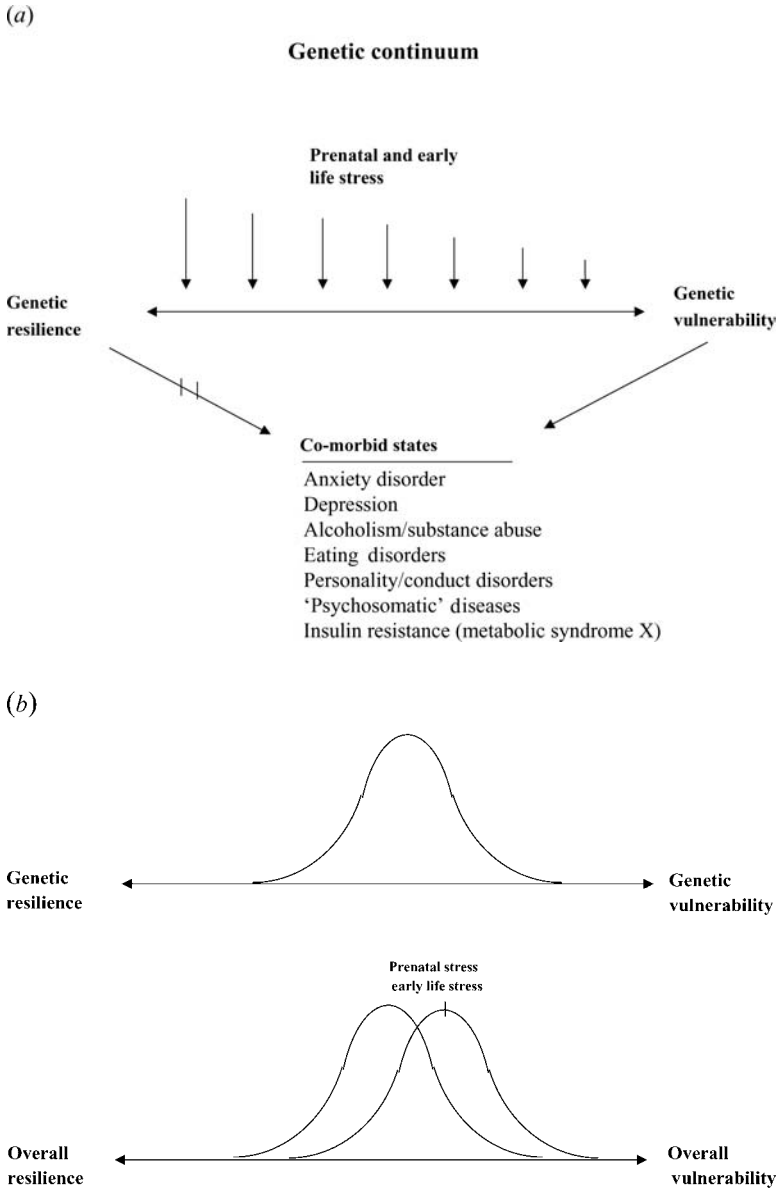 (a)
Genetic continuum
Prenatal and early
life stress
Genetic
resilience
Genetic
vulnerability
Co-morbid states
Anxiety disorder
Depression
Alcoholism/substance abuse
Eating disorders
Personality/conduct disorders
‘Psychosomatic’ diseases
Insulin resistance (metabolic syndrome X)
(b)
Genetic
resilience
Genetic
vulnerability
Prenatal stress
early life stress
Overall
resilience
Overall
vulnerability